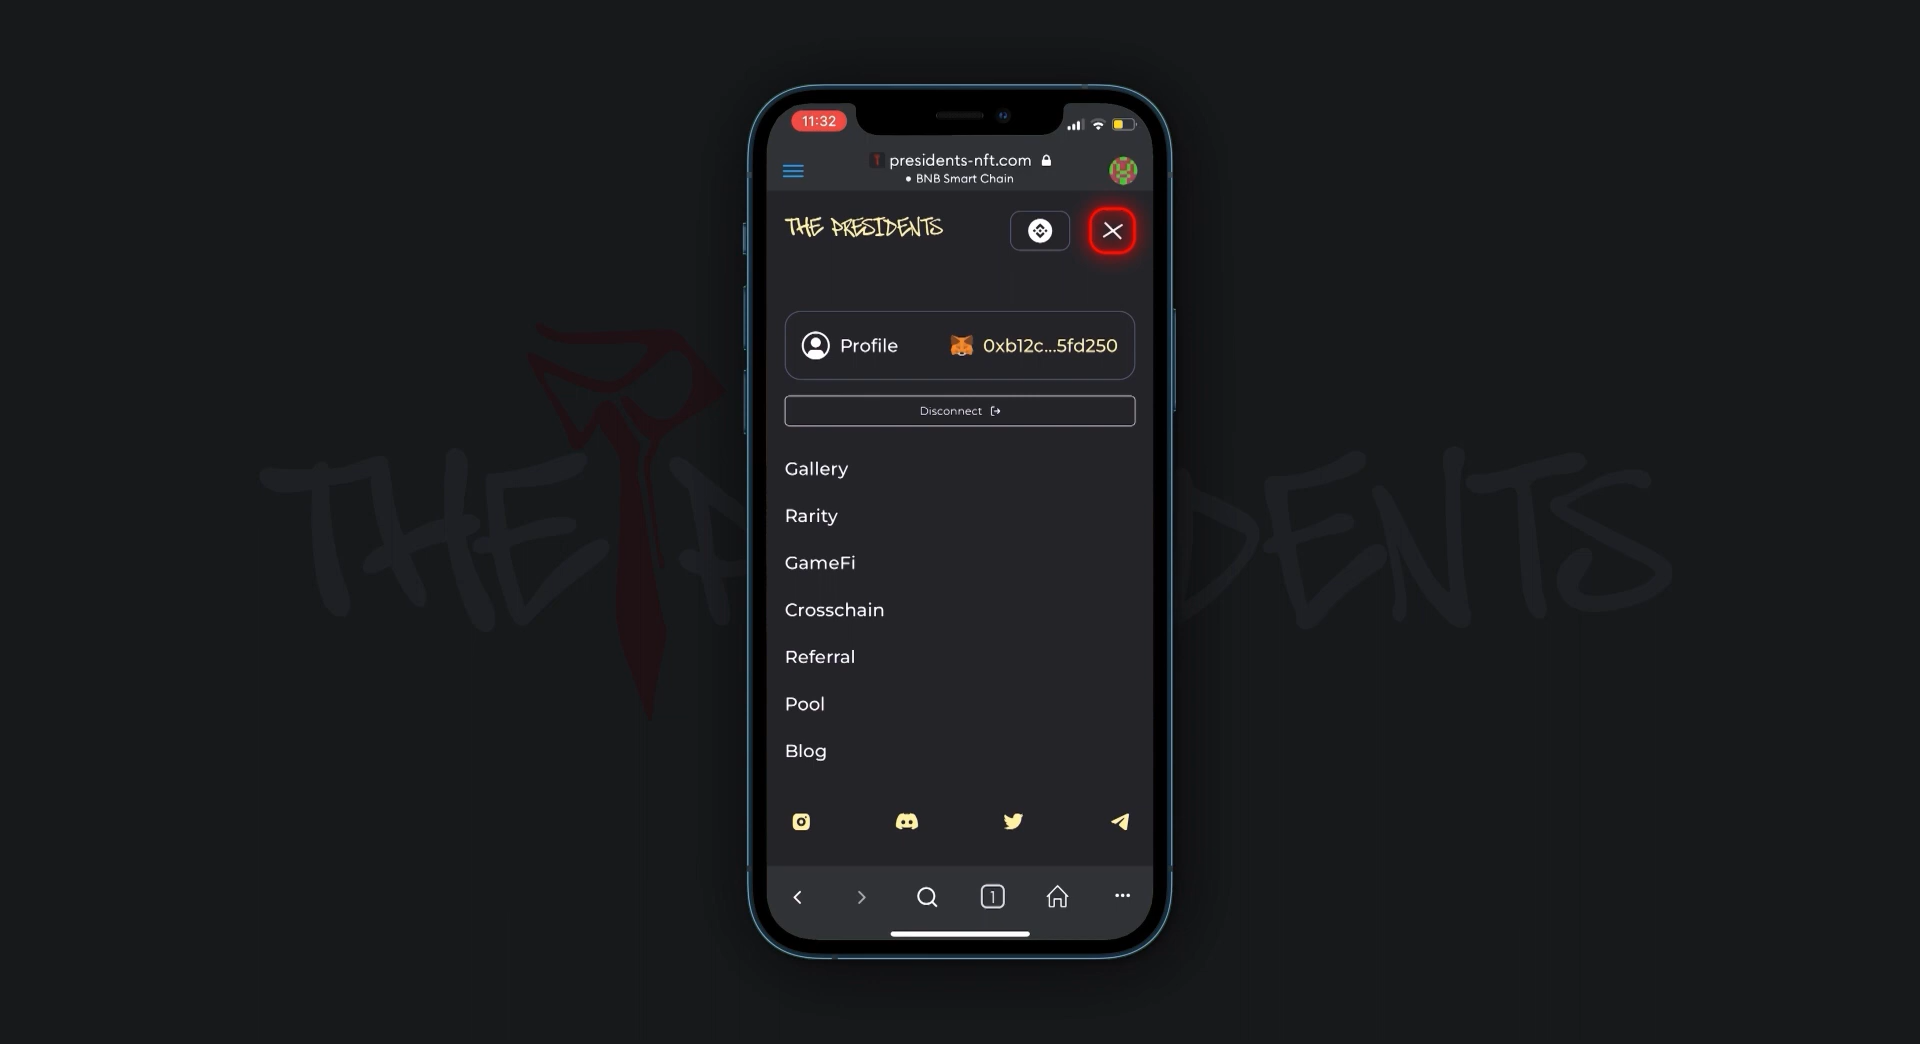 11:32
presidents-nft.com
BNB Smart Chain
THE PRESIDENTS
Profile 0xb12c...5fd250
Disconnect
Gallery
Rarity
GameFi
Crosschain
Referral
Pool
Blog
1
THE P DENTS